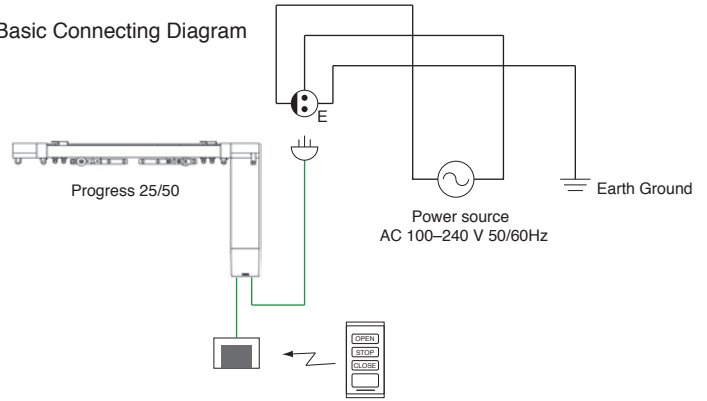 Basic Connecting Diagram
E
Progress 25/50
Earth Ground
Power source
AC 100–240 V 50/60Hz
OPEN
STOP
CLOSE